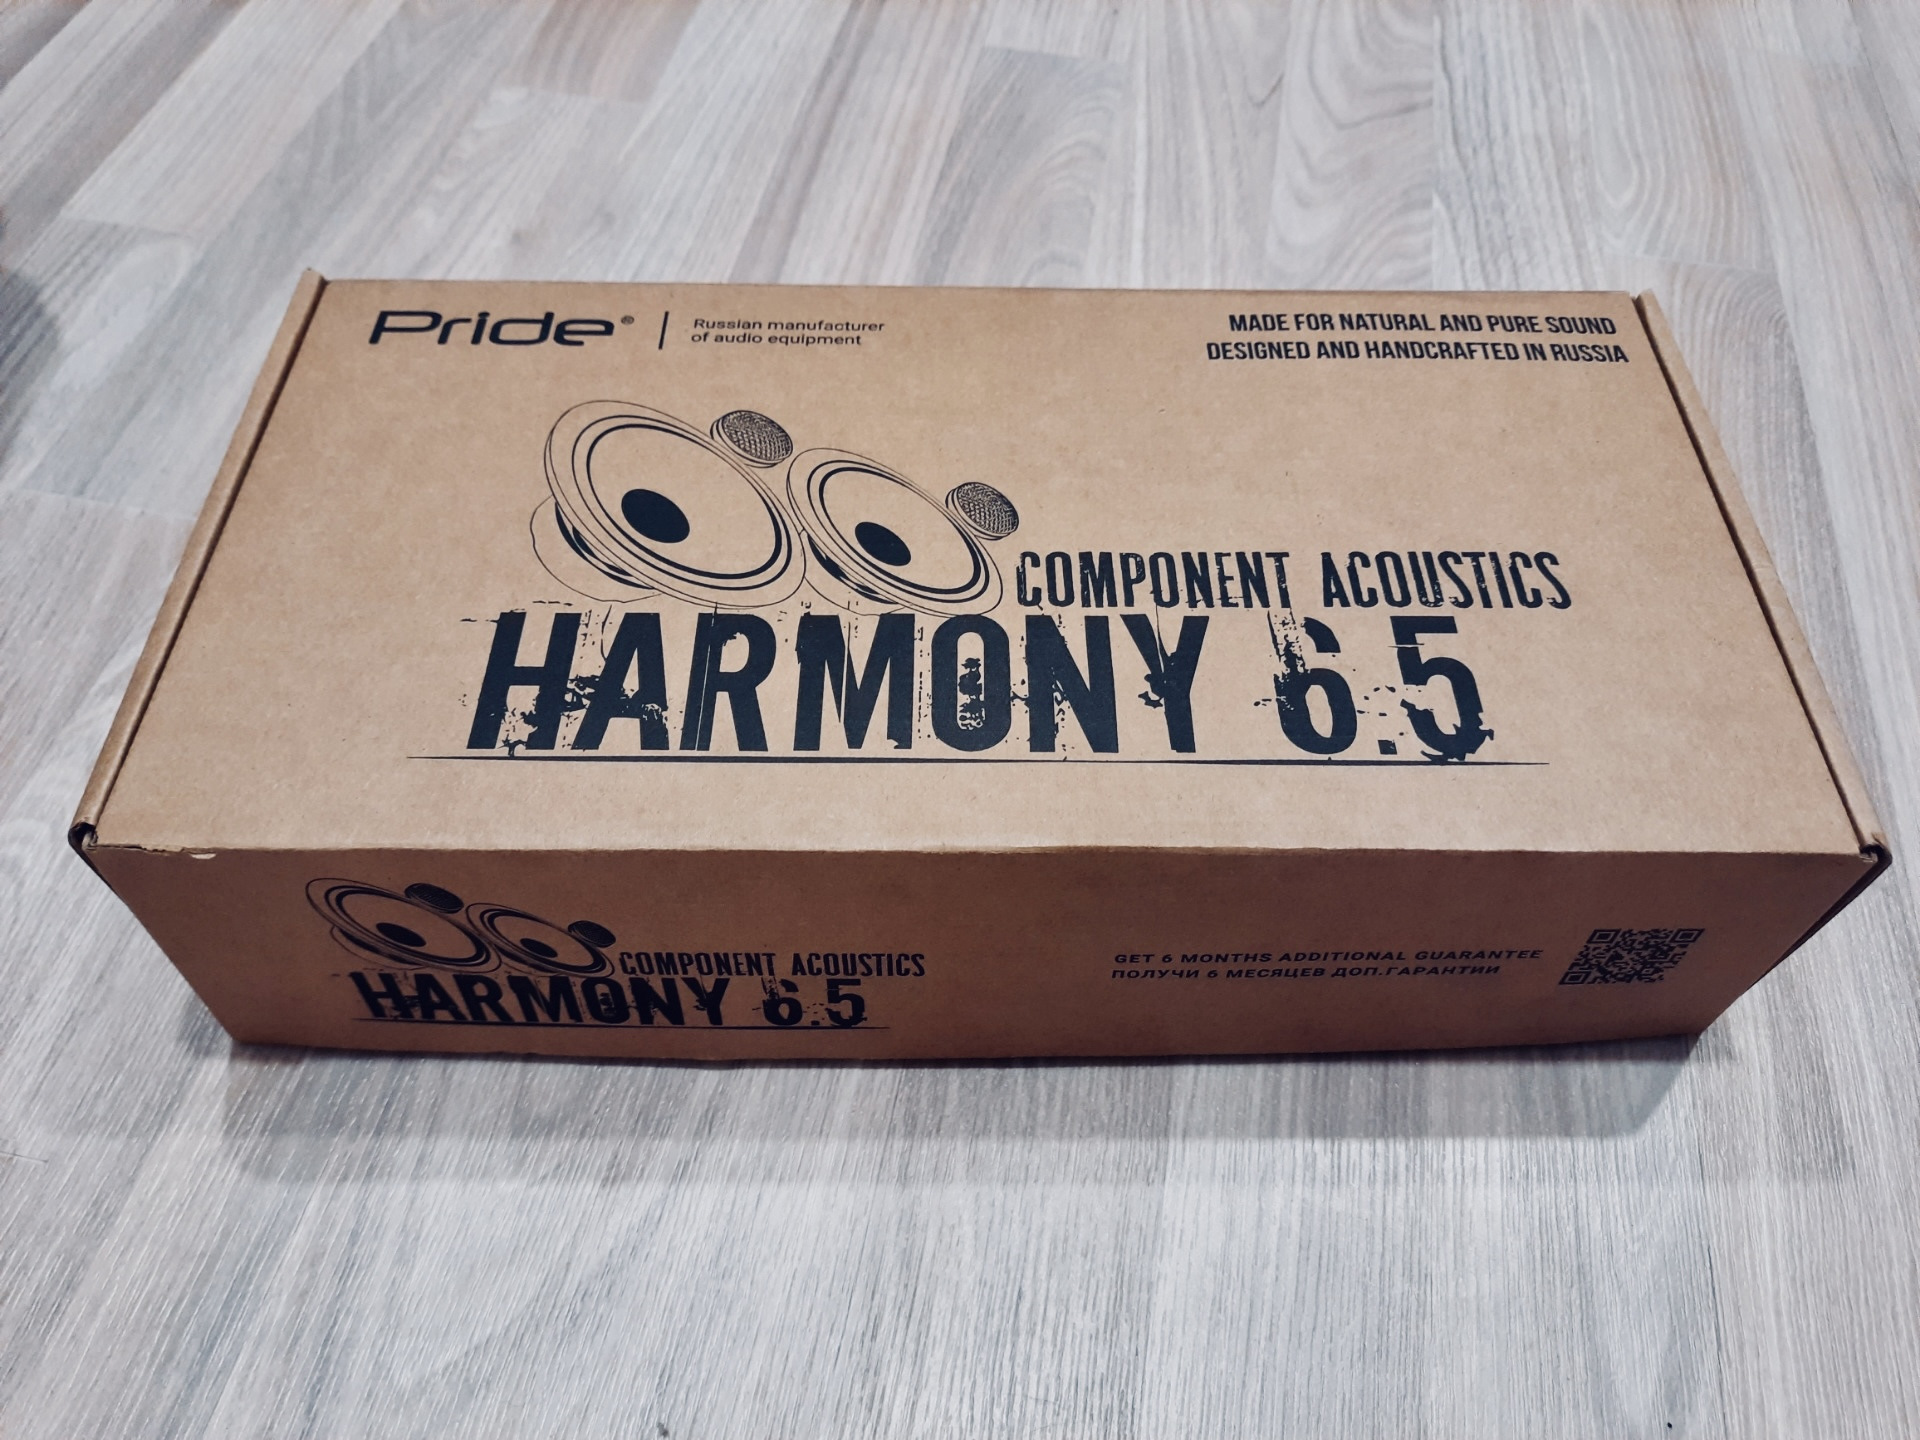 Pride® | Russian manufacturer
of audio equipment
MADE FOR NATURAL AND PURE SOUND
DESIGNED AND HANDCRAFTED IN RUSSIA
COMPONENT ACOUSTICS
HARMONY 6.5
COMPONENT ACOUSTICS
HARMONY 6.5
GET 6 MONTHS ADDITIONAL GUARANTEE
ПОЛУЧИ 6 МЕСЯЦЕВ ДОП.ГАРАНТИИ